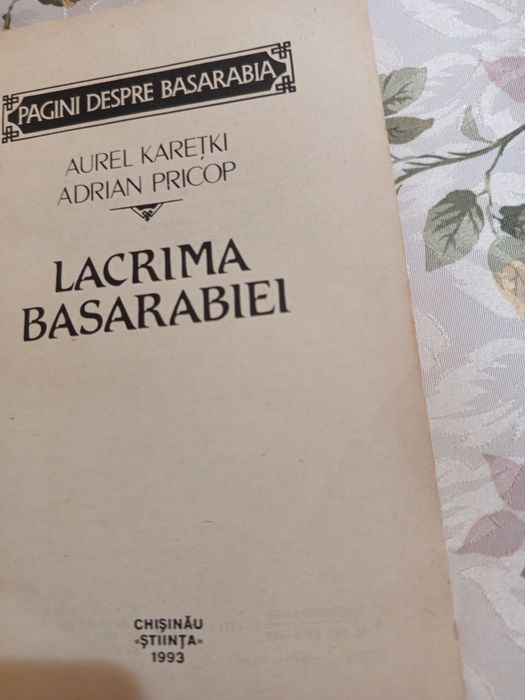 PAGINI DESPRE BASARABIA
AUREL KAREȚKI
ADRIAN PRICOP
LACRIMA
BASARABIEI
CHIȘINĂU
«ȘTIINȚA»
1993